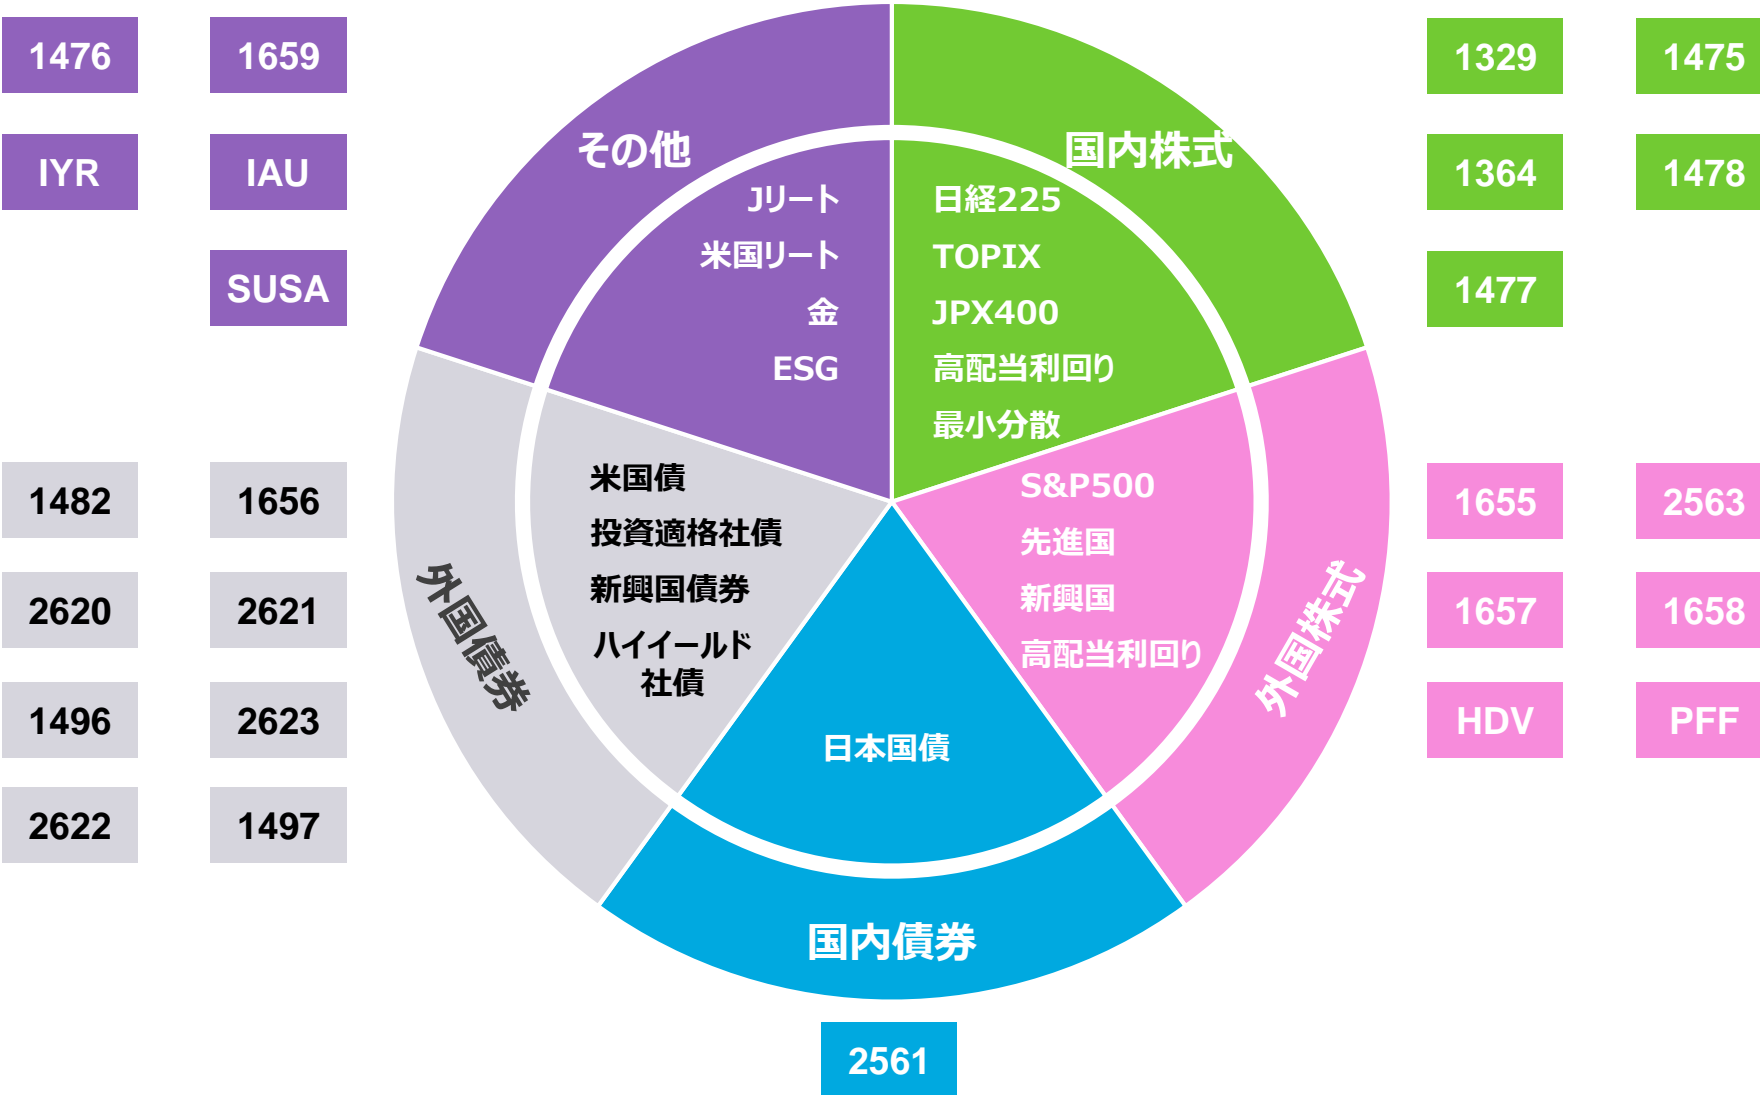 1476
1659
IYR
IAU
SUSA
その他
Jリート
米国リート
金
ESG
国内株式
日経225
TOPIX
JPX400
高配当利回り
最小分散
1329
1475
1364
1478
1477
1482
1656
2620
2621
1496
2623
2622
1497
外国債券
米国債
投資適格社債
新興国債券
ハイイールド
社債
S&P500
先進国
新興国
高配当利回り
外国株式
1655
2563
1657
1658
HDV
PFF
日本国債
国内債券
2561